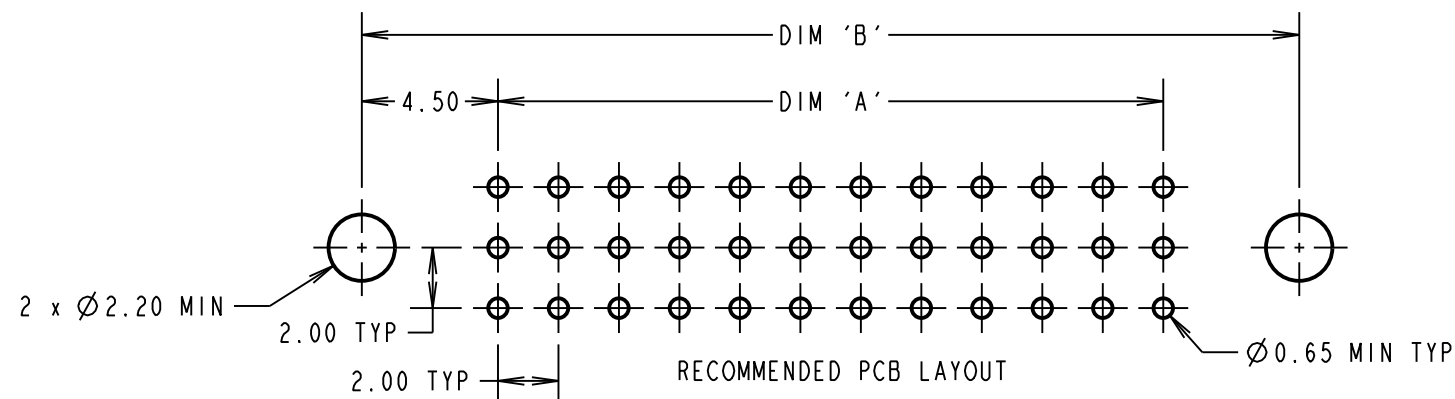 DIM 'B'
4.50
DIM 'A'
2 x Ø2.20 MIN
2.00 TYP
Ø0.65 MIN TYP
2.00 TYP
RECOMMENDED PCB LAYOUT